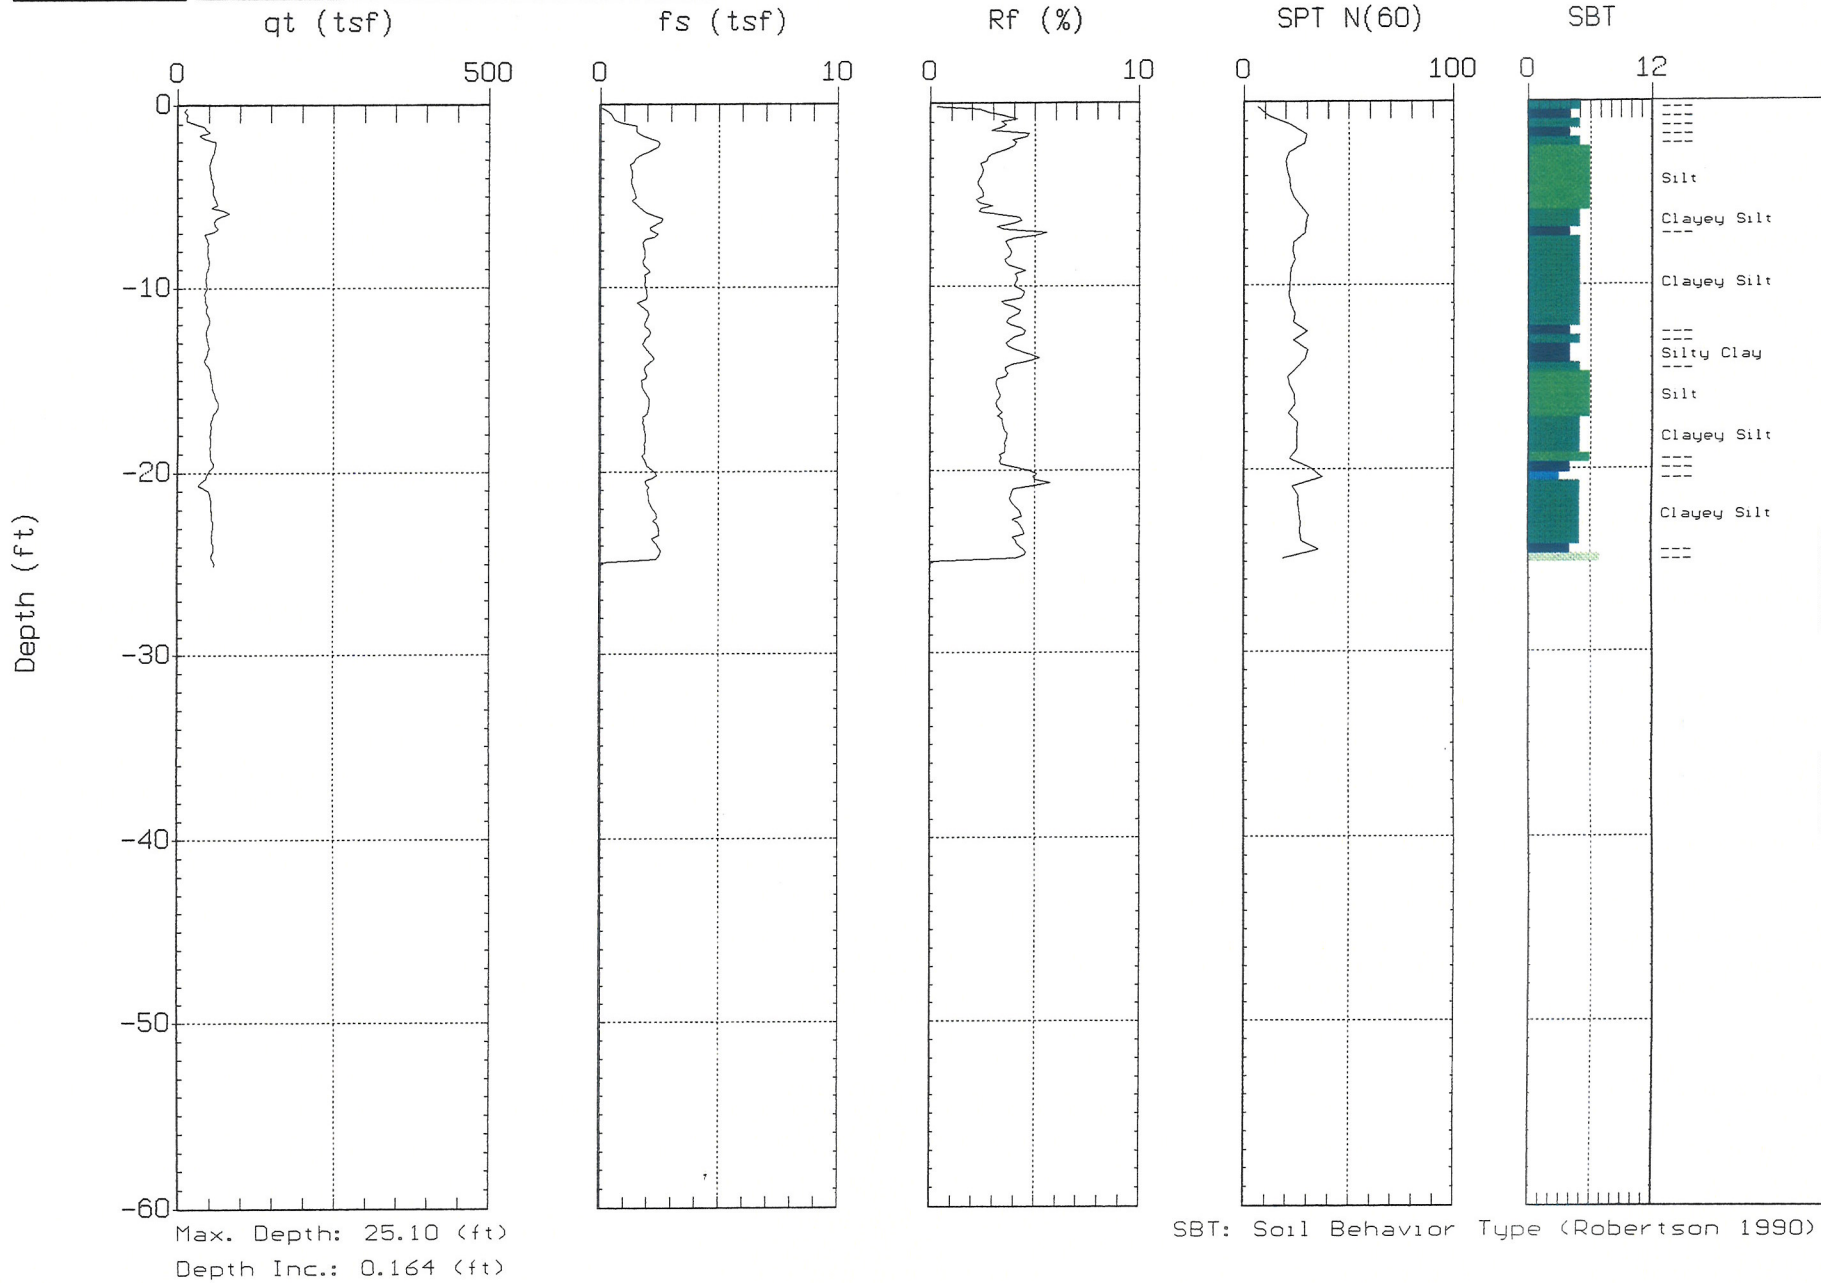 qt (tsf) fs (tsf) Rf (%) SPT N(60) SBT
0 500 0 10 0 10 0 100 0 12
0
---
---
---
---
---
Silt
Clayey Silt
---
-10
Clayey Silt
---
---
Silty Clay
---
Silt
Clayey Silt
---
---
-20
---
Clayey Silt
---
---
Depth (ft)
-30
-40
-50
-60
Max. Depth: 25.10 (ft)
SBT: Soil Behavior Type (Robertson 1990)
Depth Inc.: 0.164 (ft)